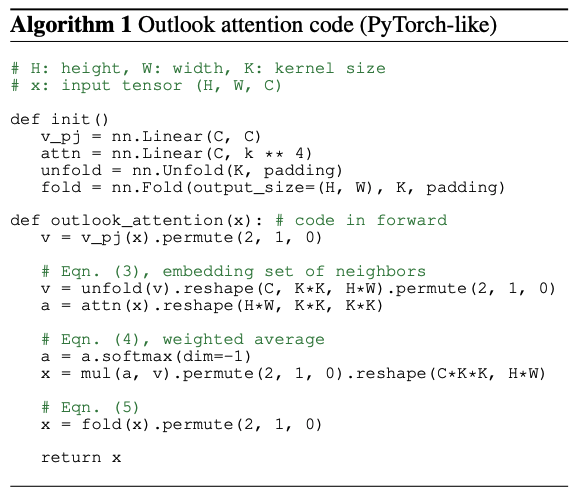 Algorithm 1 Outlook attention code (PyTorch-like)
# H: height, W: width, K: kernel size
# x: input tensor (H, W, C)
def init()
v_pj = nn.Linear(C, C)
attn = nn.Linear(C, k ** 4)
unfold = nn.Unfold(K, padding)
fold = nn.Fold(output_size=(H, W), K, padding)
def outlook_attention(x): # code in forward
v = v_pj(x).permute(2, 1, 0)
# Eqn. (3), embedding set of neighbors
v = unfold(v).reshape(C, K*K, H*W).permute(2, 1, 0)
a = attn(x).reshape(H*W, K*K, K*K)
# Eqn. (4), weighted average
a = a.softmax(dim=-1)
x = mul(a, v).permute(2, 1, 0).reshape(C*K*K, H*W)
# Eqn. (5)
x = fold(x).permute(2, 1, 0)
return x